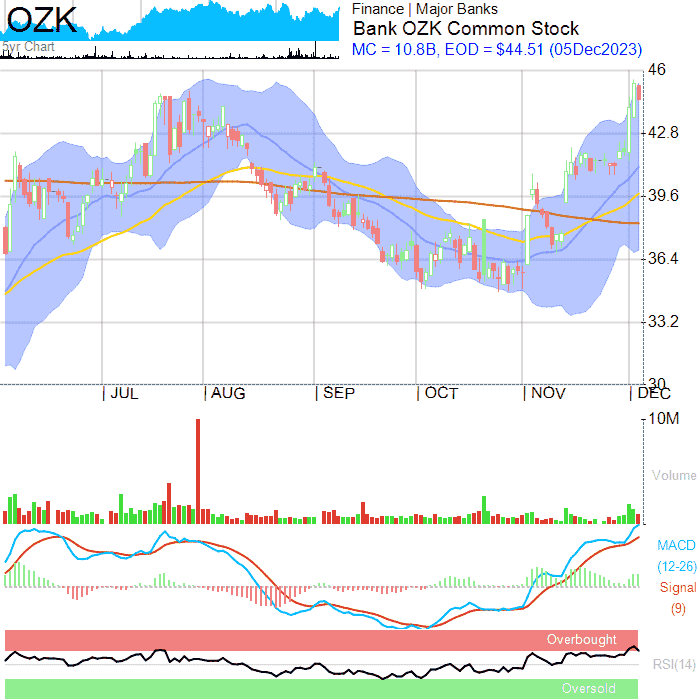 OZK
5yr Chart
Finance | Major Banks
Bank OZK Common Stock
MC = 10.8B, EOD = $44.51 (05Dec2023)
46
42.8
39.6
36.4
33.2
30
JUL AUG SEP OCT NOV DEC
10M
Volume
MACD
(12-26)
Signal
(9)
Overbought
RSI(14)
Oversold